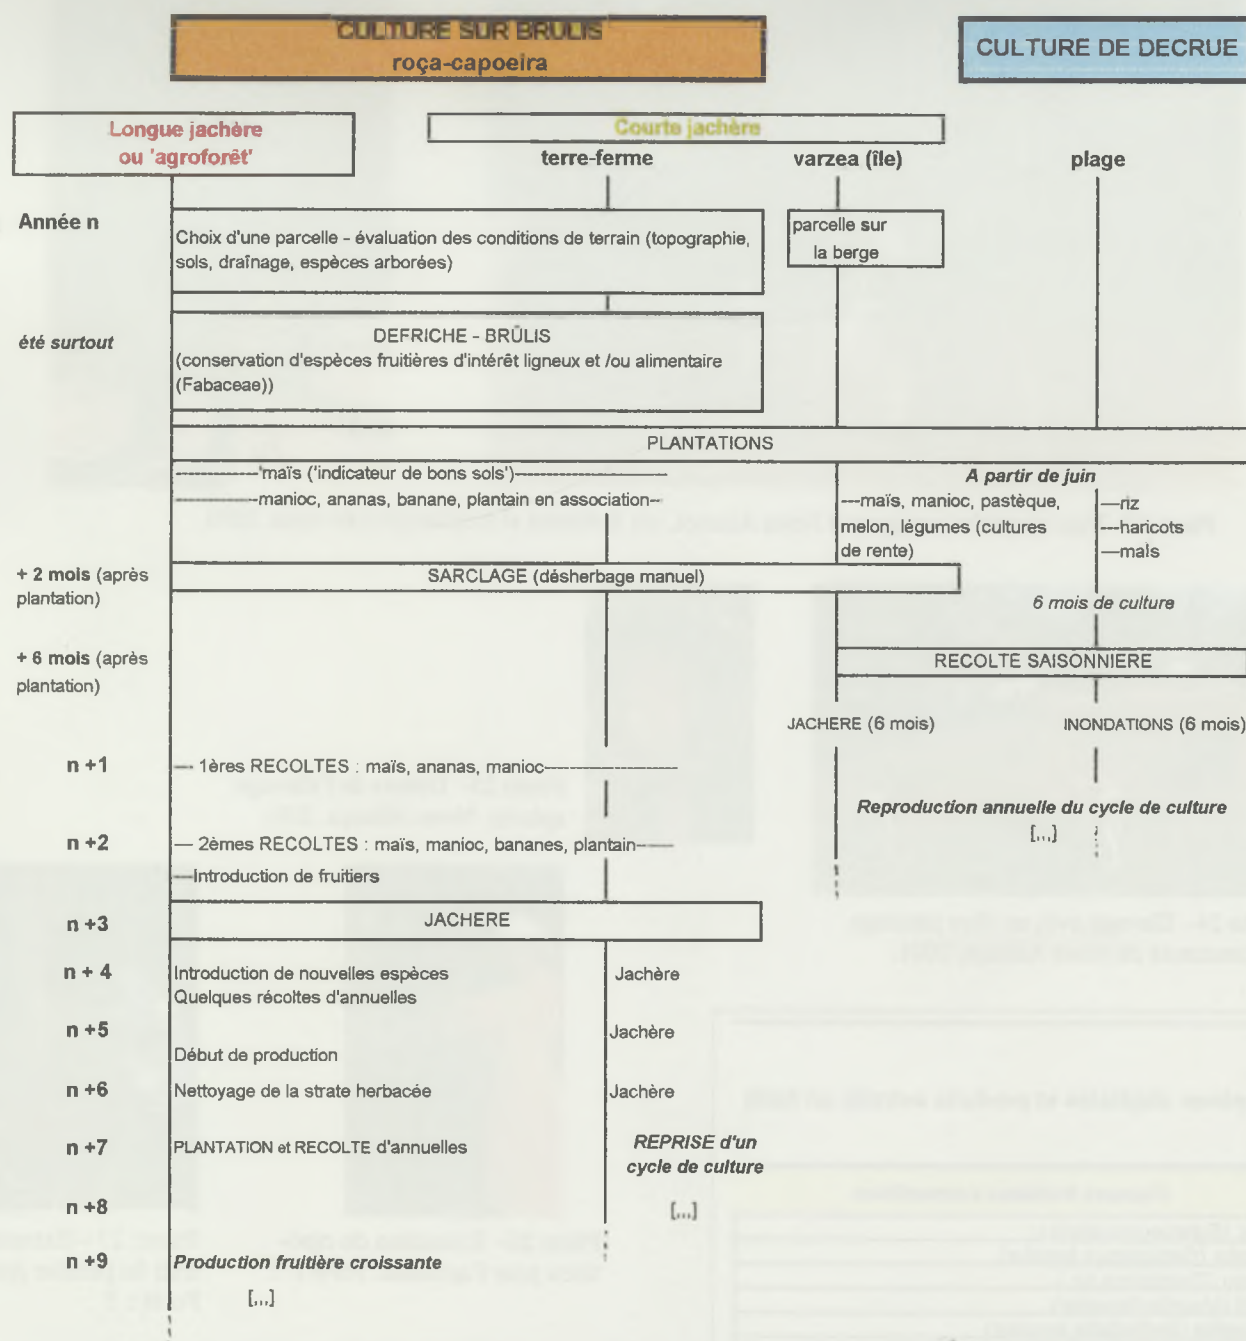 CULTURE SUR BRULIS
roça-capoeira
CULTURE DE DECRUE
Longue jachère
ou 'agroforêt'
Courte jachère
terre-ferme
varzea (île)
plage
Année n
Choix d'une parcelle - évaluation des conditions de terrain (topographie,
sols, draînage, espèces arborées)
parcelle sur
la berge
été surtout
DEFRICHE - BRÛLIS
(conservation d'espèces fruitières d'intérêt ligneux et /ou alimentaire
(Fabaceae))
PLANTATIONS
-----------'maïs ('indicateur de bons sols')--------------------
-----------manioc, ananas, banane, plantain en association--
A partir de juin
---maïs, manioc, pastèque,
melon, légumes (cultures
de rente)
—riz
---haricots
—maïs
+ 2 mois (après
plantation)
SARCLAGE (désherbage manuel)
6 mois de culture
+ 6 mois (après
plantation)
RECOLTE SAISONNIERE
JACHERE (6 mois)
INONDATIONS (6 mois)
n +1
— 1ères RECOLTES : maïs, ananas, manioc------------------
Reproduction annuelle du cycle de culture
[...]
n +2
— 2èmes RECOLTES : maïs, manioc, bananes, plantain------
—Introduction de fruitiers
n +3
JACHERE
n + 4
Introduction de nouvelles espèces
Quelques récoltes d'annuelles
Jachère
n +5
Jachère
Début de production
n +6
Nettoyage de la strate herbacée
Jachère
n +7
PLANTATION et RECOLTE d'annuelles
REPRISE d'un
cycle de culture
n +8
[...]
n +9
Production fruitière croissante
[...]